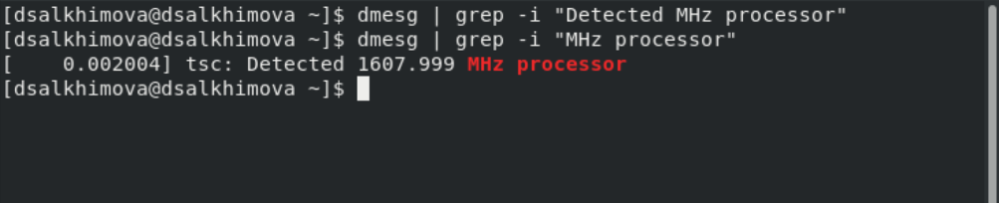 [dsalkhimova@dsalkhimova ~]$ dmesg | grep -i "Detected MHz processor"
[dsalkhimova@dsalkhimova ~]$ dmesg | grep -i "MHz processor"
[    0.002004] tsc: Detected 1607.999 MHz processor
[dsalkhimova@dsalkhimova ~]$